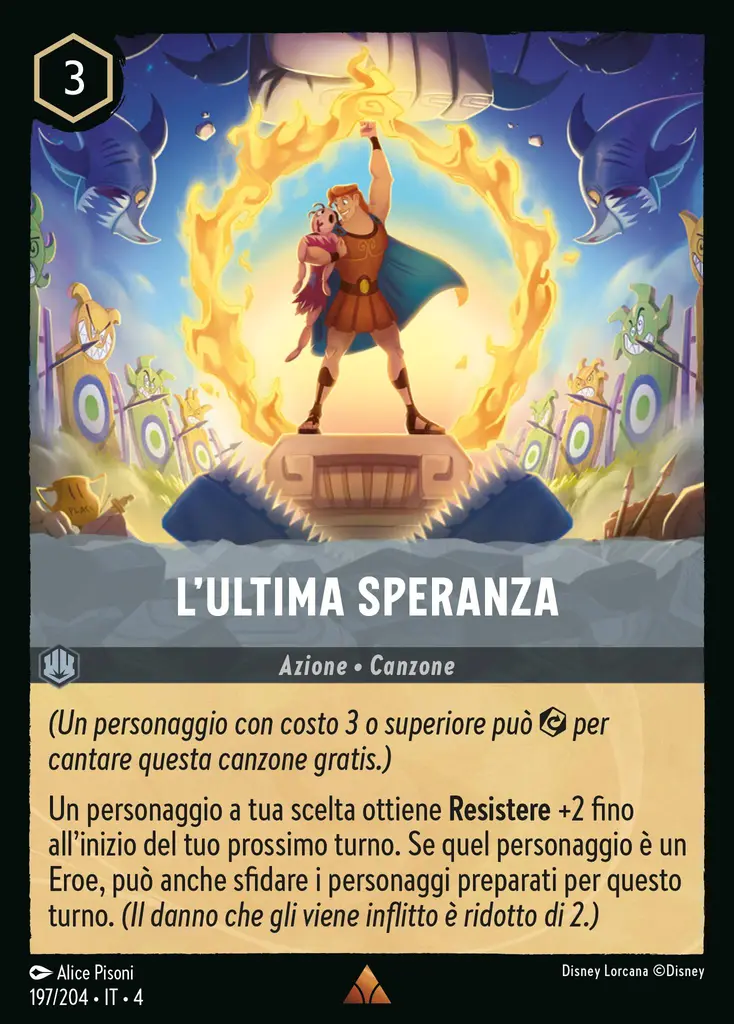 3
L'ULTIMA SPERANZA
Azione • Canzone
(Un personaggio con costo 3 o superiore può per
cantare questa canzone gratis.)
Un personaggio a tua scelta ottiene Resistere +2 fino
all'inizio del tuo prossimo turno. Se quel personaggio è un
Eroe, può anche sfidare i personaggi preparati per questo
turno. (Il danno che gli viene inflitto è ridotto di 2.)
Alice Pisoni
Disney Lorcana ©Disney
197/204 • IT • 4